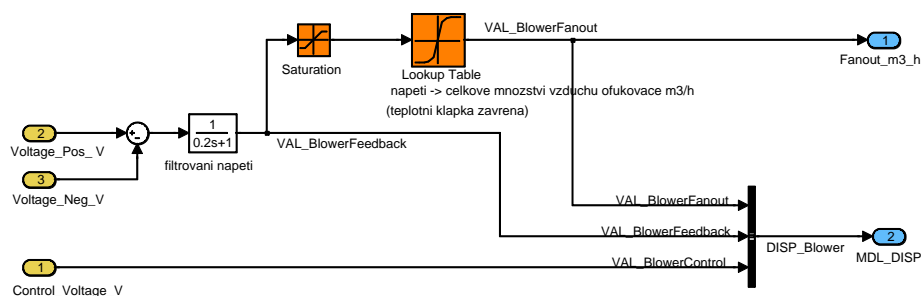 VAL_BlowerFanout
1
Fanout_m3_h
Saturation
Lookup Table
napeti -> celkove mnozstvi vzduchu ofukovace m3/h
(teplotni klapka zavrena)
2
Voltage_Pos_ V
1
0.2s+1
filtrovani napeti
VAL_BlowerFeedback
3
Voltage_Neg_V
VAL_BlowerFanout
VAL_BlowerFeedback
DISP_Blower
2
MDL_DISP
VAL_BlowerControl
1
Control_Voltage_V